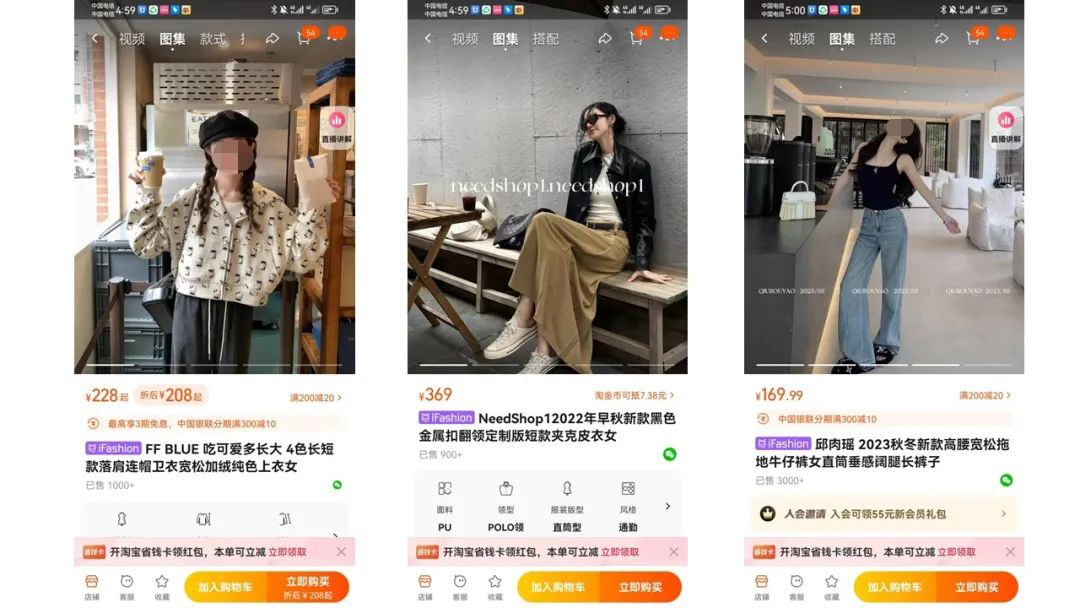 中国电信
中国电信
4:59
视频 图集 款式
54
EAT
直播讲解
¥228起 折后¥208起
满200减20 >
最高享3期免息，中国银联分期满300减10
iFashion FF BLUE 吃可爱多长大 4色长短
款落肩连帽卫衣宽松加绒纯色上衣女
已售 1000+
省钱卡 开淘宝省钱卡领红包，本单可立减 立即领取
店铺 客服 收藏
加入购物车
立即购买
折后¥208起
中国电信
中国电信
4:59
视频 图集 搭配
54
needshop1.needshop1
¥369
淘金币可抵7.38元 >
iFashion NeedShop12022年早秋新款黑色
金属扣翻领定制版短款夹克皮衣女
已售 900+
面料 领型 服装版型 风格
PU POLO领 直筒型 通勤
省钱卡 开淘宝省钱卡领红包，本单可立减 立即领取
店铺 客服 收藏
加入购物车 立即购买
中国电信
中国电信
5:00
视频 图集 搭配
54
直播讲解
QIUROUYAO 2023/SS QIUROUYAO 2023/SS QIUROUYAO 2023/SS
¥169.99
满200减20 >
中国银联分期满300减10
iFashion 邱肉瑶 2023秋冬新款高腰宽松拖
地牛仔裤女直筒垂感阔腿长裤子
已售 3000+
入会邀请 入会可领55元新会员礼包
省钱卡 开淘宝省钱卡领红包，本单可立减 立即领取
店铺 客服 收藏
加入购物车 立即购买